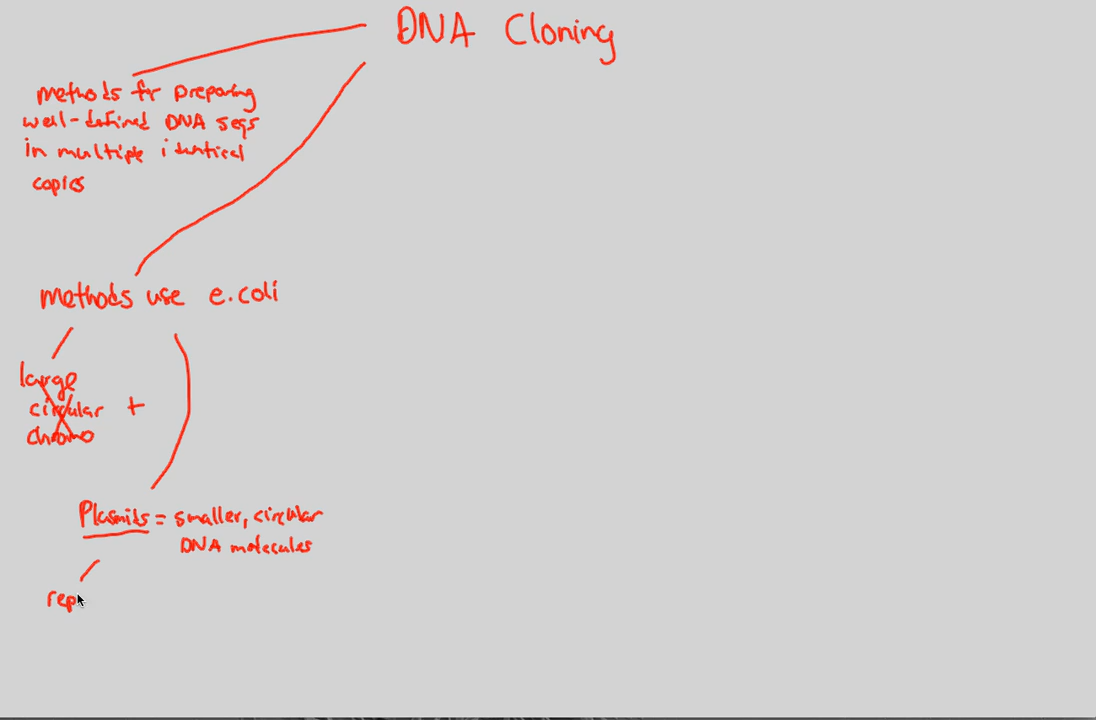 DNA Cloning
methods for preparing
well-defined DNA segs
in multiple identical
copies
methods use e.coli
large
circular +
chromo
Plasmids = smaller, circular
DNA molecules
rep